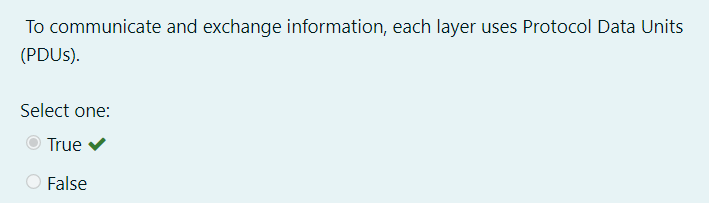 To communicate and exchange information, each layer uses Protocol Data Units
(PDUs).
Select one:
True
False